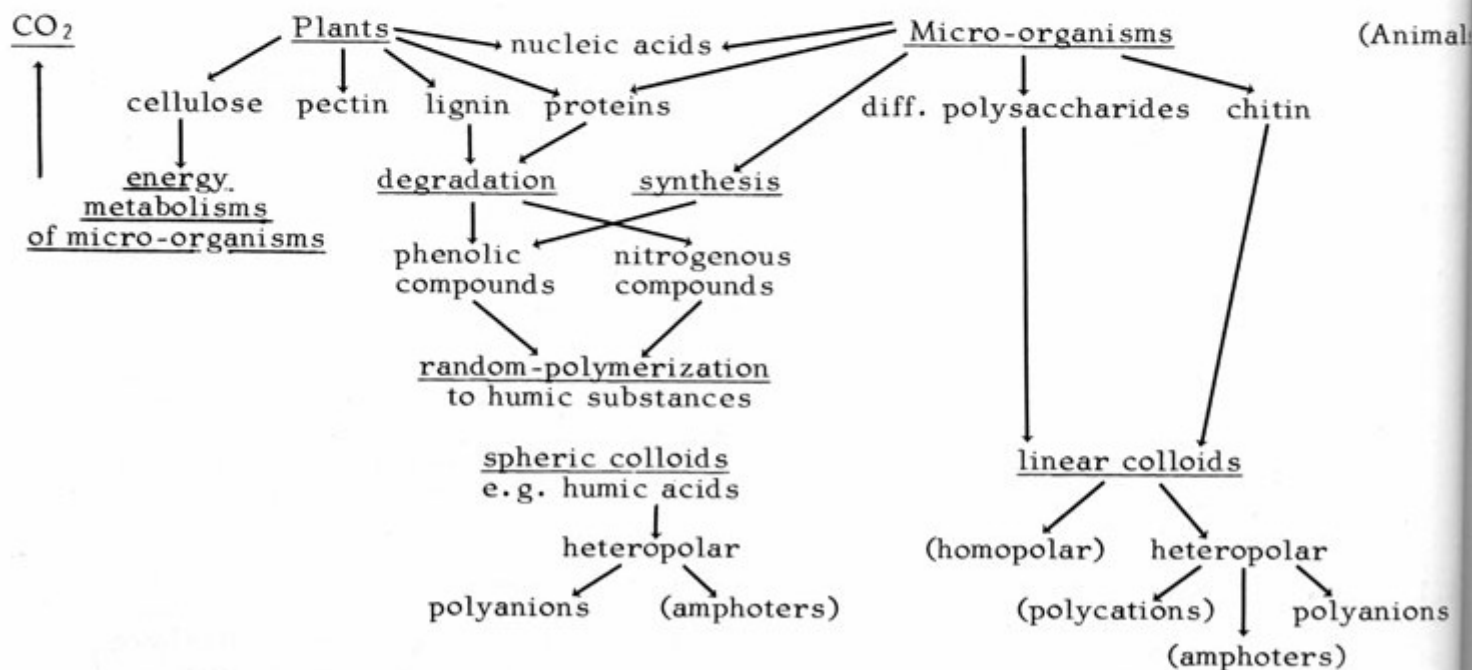 CO2
Plants
nucleic acids
Micro-organisms
(Animals
cellulose
pectin
lignin
proteins
diff. polysaccharides
chitin
energy
metabolisms
of micro-organisms
degradation
synthesis
phenolic
compounds
nitrogenous
compounds
random-polymerization
to humic substances
spheric colloids
e.g. humic acids
linear colloids
heteropolar
(homopolar)
heteropolar
polyanions
(amphoters)
(polycations)
polyanions
(amphoters)